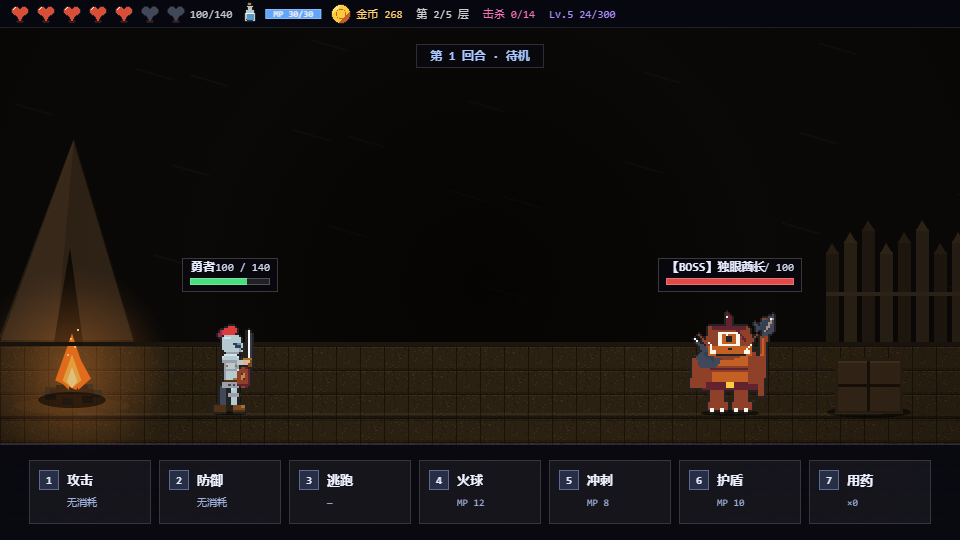 100/140 MP 30/30 金币 268 第 2/5 层 击杀 0/14 Lv.5 24/300
第 1 回合 · 待机
勇者100 / 140
【BOSS】独眼酋长/ 100
1 攻击
无消耗
2 防御
无消耗
3 逃跑
—
4 火球
MP 12
5 冲刺
MP 8
6 护盾
MP 10
7 用药
×0